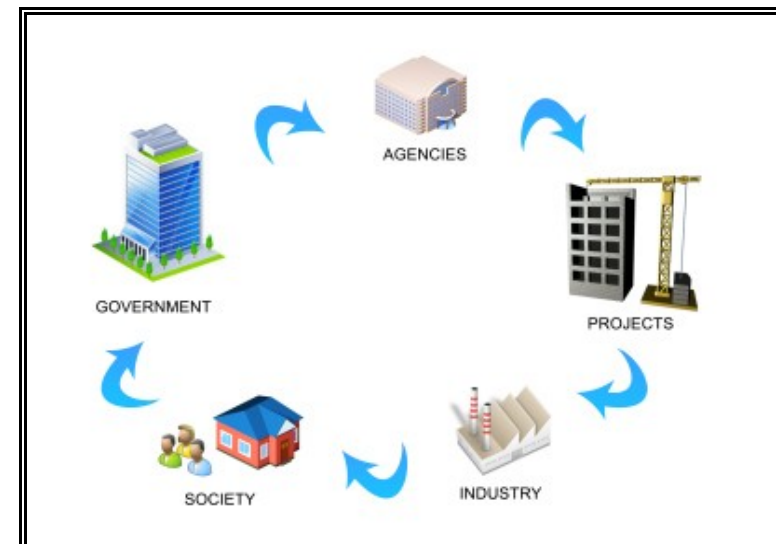 AGENCIES
GOVERNMENT
PROJECTS
SOCIETY
INDUSTRY